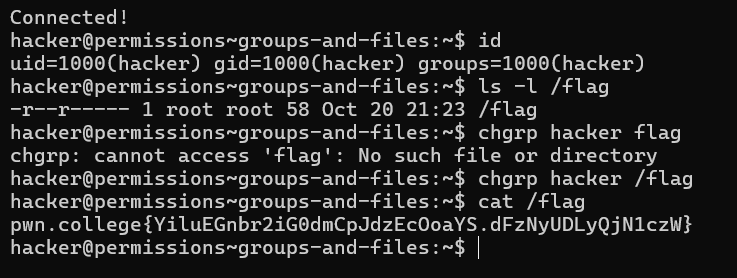 Connected!
hacker@permissions~groups-and-files:~$ id
uid=1000(hacker) gid=1000(hacker) groups=1000(hacker)
hacker@permissions~groups-and-files:~$ ls -l /flag
-r--r----- 1 root root 58 Oct 20 21:23 /flag
hacker@permissions~groups-and-files:~$ chgrp hacker flag
chgrp: cannot access 'flag': No such file or directory
hacker@permissions~groups-and-files:~$ chgrp hacker /flag
hacker@permissions~groups-and-files:~$ cat /flag
pwn.college{YiluEGnbr2iG0dmCpJdzEcOoaYS.dFzNyUDLyQjN1czW}
hacker@permissions~groups-and-files:~$